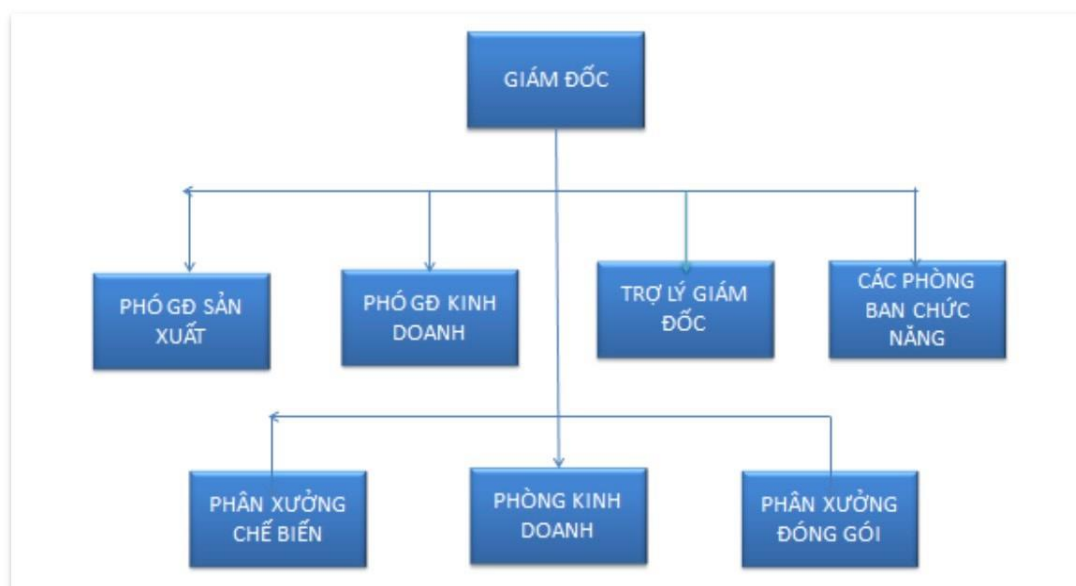 GIÁM ĐỐC
PHÓ GĐ SẢN
XUẤT
PHÓ GĐ KINH
DOANH
TRỢ LÝ GIÁM
ĐỐC
CÁC PHÒNG
BAN CHỨC
NĂNG
PHÂN XƯỞNG
CHẾ BIẾN
PHÒNG KINH
DOANH
PHÂN XƯỞNG
ĐÓNG GÓI